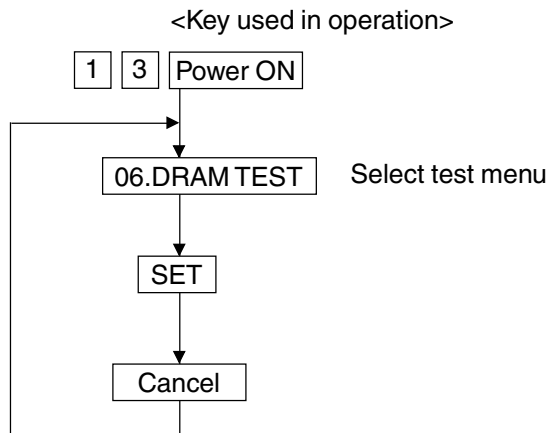 <Key used in operation>
1 3 Power ON
06.DRAM TEST Select test menu
SET
Cancel